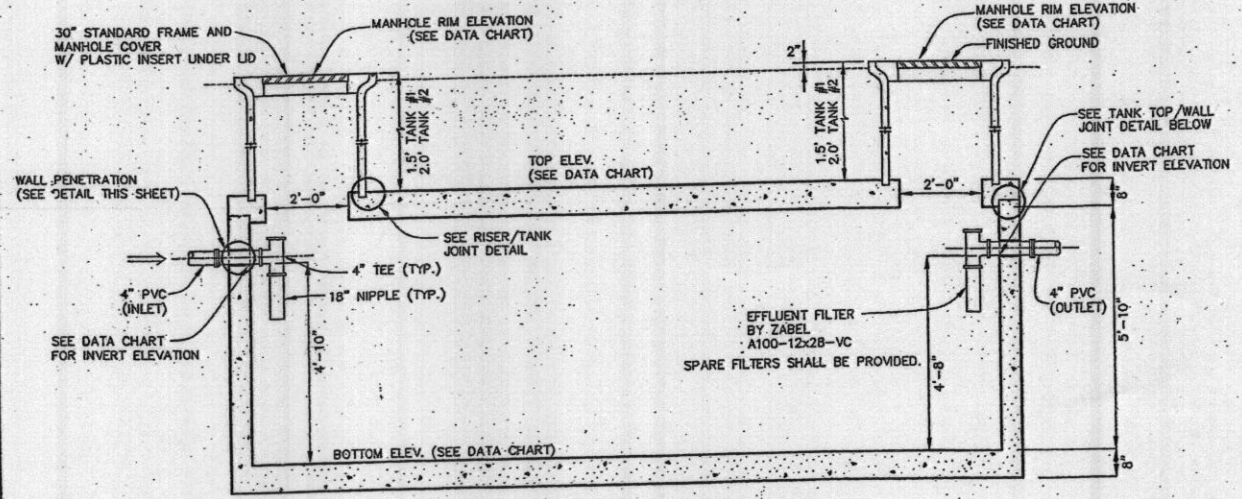 30" STANDARD FRAME AND
MANHOLE COVER
W/ PLASTIC INSERT UNDER LID
MANHOLE RIM ELEVATION
(SEE DATA CHART)
MANHOLE RIM ELEVATION
(SEE DATA CHART)
FINISHED GROUND
2"
1.5' TANK #1
2.0' TANK #2
1.5' TANK #1
2.0' TANK #2
SEE TANK TOP/WALL
JOINT DETAIL BELOW
SEE DATA CHART
FOR INVERT ELEVATION
TOP ELEV.
(SEE DATA CHART)
WALL PENETRATION
(SEE DETAIL THIS SHEET)
2'-0"
2'-0"
8"
SEE RISER/TANK
JOINT DETAIL
4" TEE (TYP.)
18" NIPPLE (TYP.)
4" PVC
(INLET)
SEE DATA CHART
FOR INVERT ELEVATION
4'-10"
EFFLUENT FILTER
BY ZABEL
A100-12x28-VC
SPARE FILTERS SHALL BE PROVIDED.
4" PVC
(OUTLET)
4'-8"
5'-10"
BOTTOM ELEV. (SEE DATA CHART)
8"